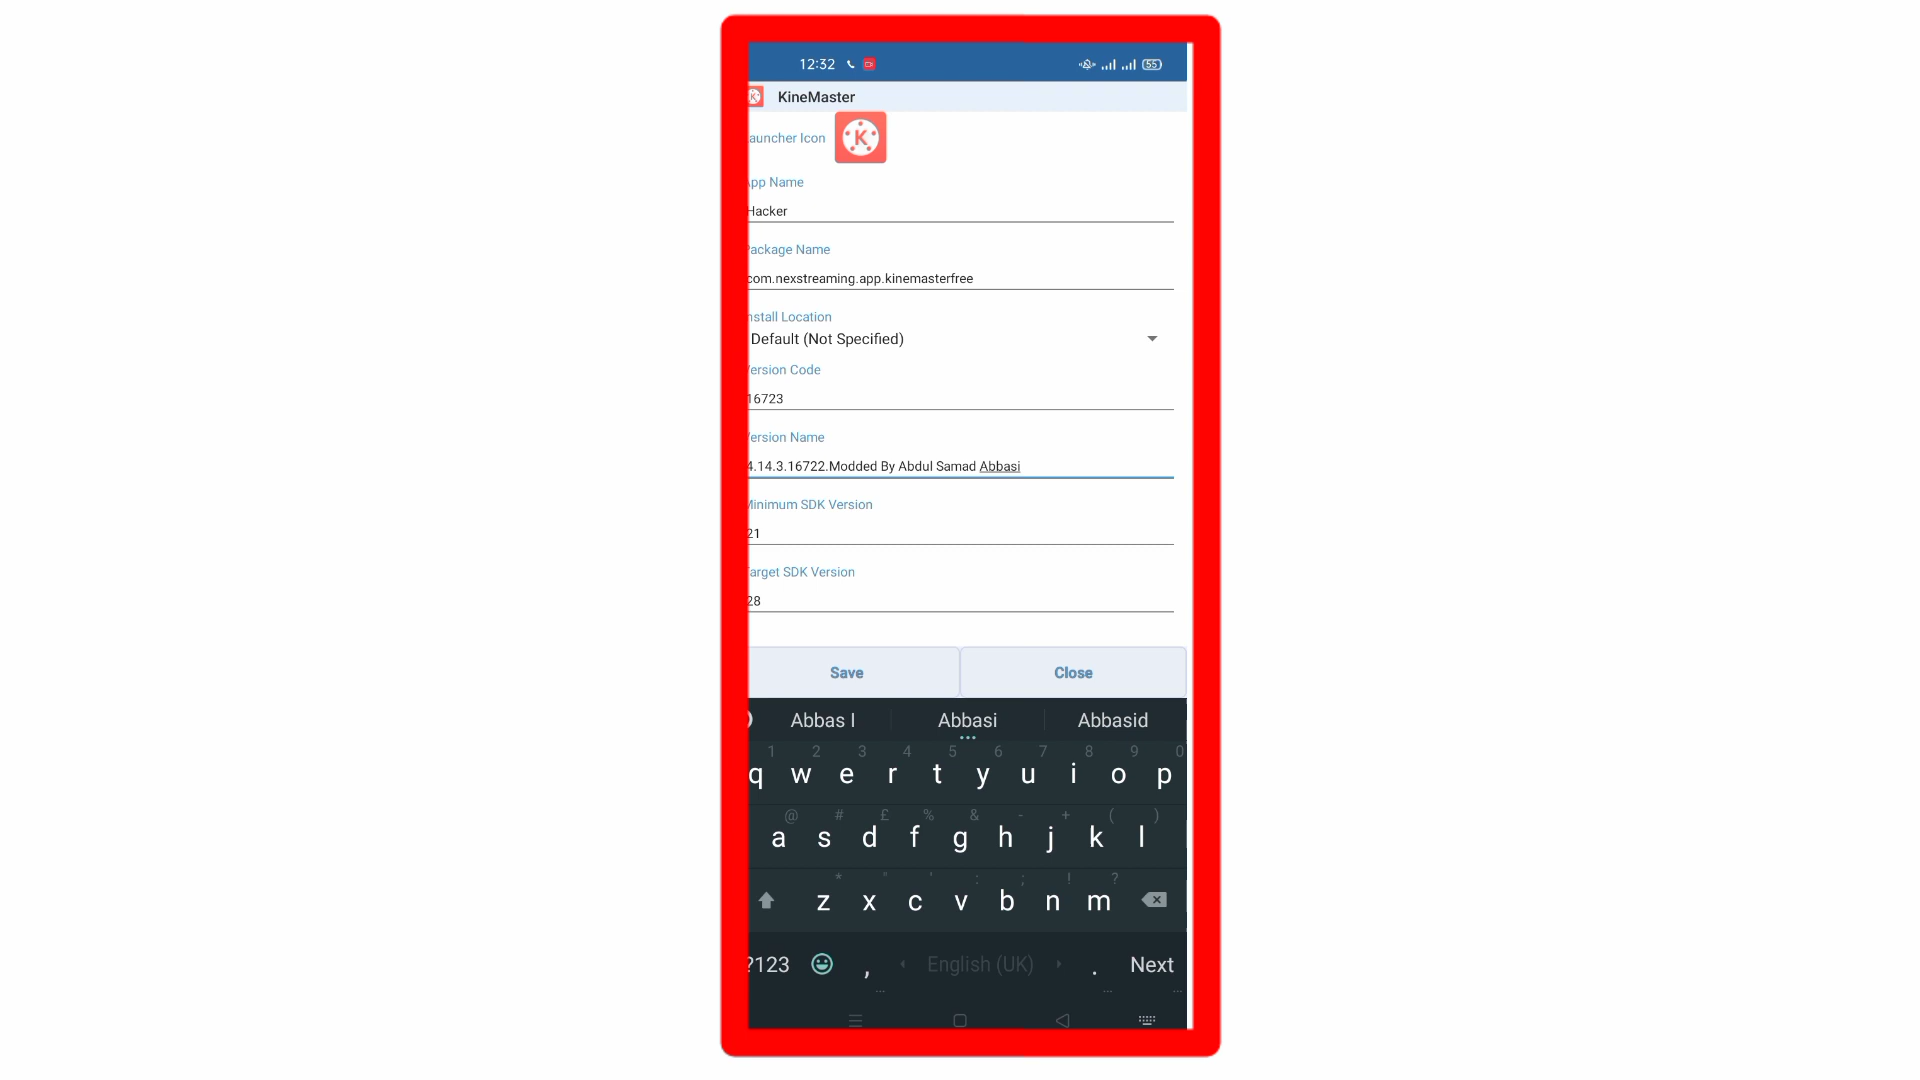 12:32 55
KineMaster
auncher Icon K
pp Name
Hacker
ackage Name
com.nexstreaming.app.kinemasterfree
nstall Location
Default (Not Specified)
ersion Code
16723
ersion Name
4.14.3.16722.Modded By Abdul Samad Abbasi
Minimum SDK Version
21
arget SDK Version
28
Save Close
Abbas I Abbasi Abbasid
1 2 3 4 5 6 7 8 9 0
q w e r t y u i o p
@ # £ % & - + ( )
a s d f g h j k l
* " ' : ; ! ?
z x c v b n m
?123 , English (UK) . Next